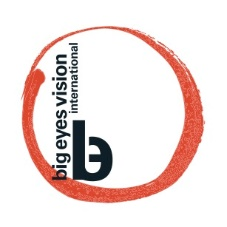 big eyes vision
international
b